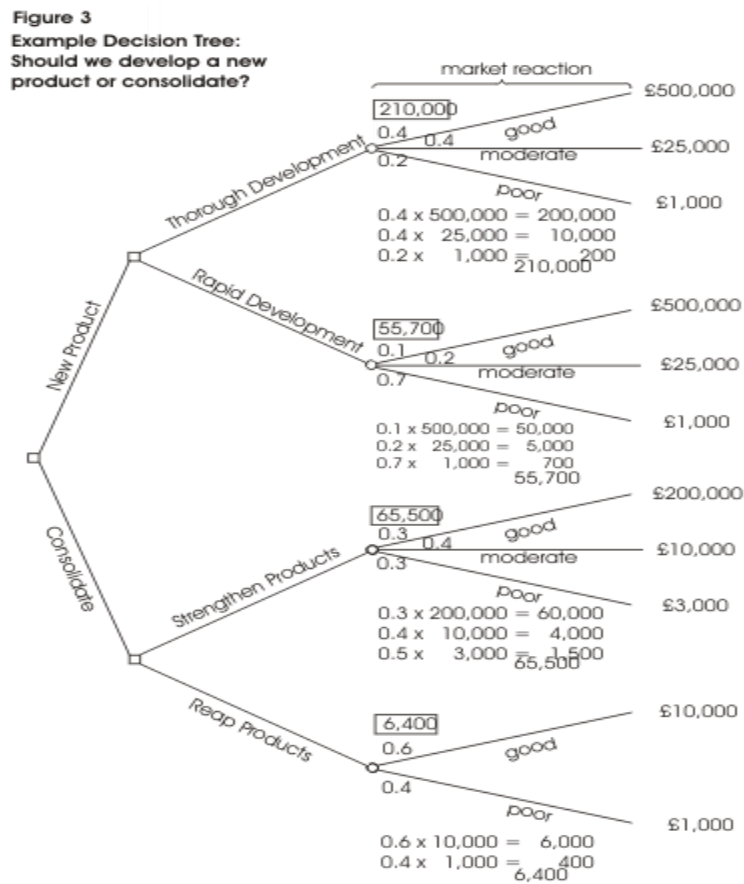 Figure 3
Example Decision Tree:
Should we develop a new
product or consolidate?
market reaction
New Product
Consolidate
Thorough Development
210,000
0.4
0.4
0.2
good
moderate
poor
£500,000
£25,000
£1,000
0.4 x 500,000 = 200,000
0.4 x 25,000 = 10,000
0.2 x 1,000 = 200
210,000
Rapid Development
55,700
0.1
0.2
0.7
good
moderate
poor
£500,000
£25,000
£1,000
0.1 x 500,000 = 50,000
0.2 x 25,000 = 5,000
0.7 x 1,000 = 700
55,700
Strengthen Products
65,500
0.3
0.4
0.3
good
moderate
poor
£200,000
£10,000
£3,000
0.3 x 200,000 = 60,000
0.4 x 10,000 = 4,000
0.5 x 3,000 = 1,500
65,500
Reap Products
6,400
0.6
0.4
good
poor
£10,000
£1,000
0.6 x 10,000 = 6,000
0.4 x 1,000 = 400
6,400